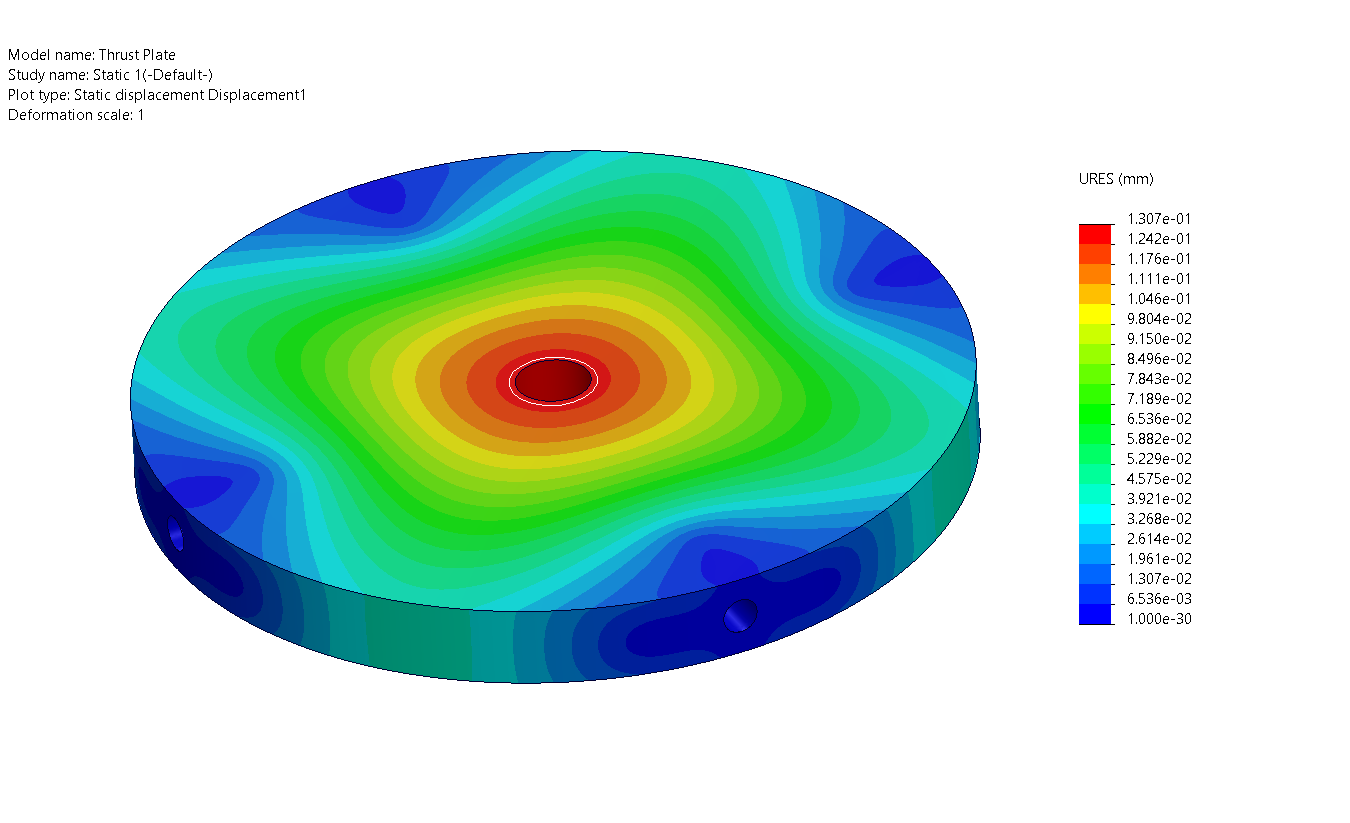 Model name: Thrust Plate
Study name: Static 1(-Default-)
Plot type: Static displacement Displacement1
Deformation scale: 1
URES (mm)
1.307e-01
1.242e-01
1.176e-01
1.111e-01
1.046e-01
9.804e-02
9.150e-02
8.496e-02
7.843e-02
7.189e-02
6.536e-02
5.882e-02
5.229e-02
4.575e-02
3.921e-02
3.268e-02
2.614e-02
1.961e-02
1.307e-02
6.536e-03
1.000e-30